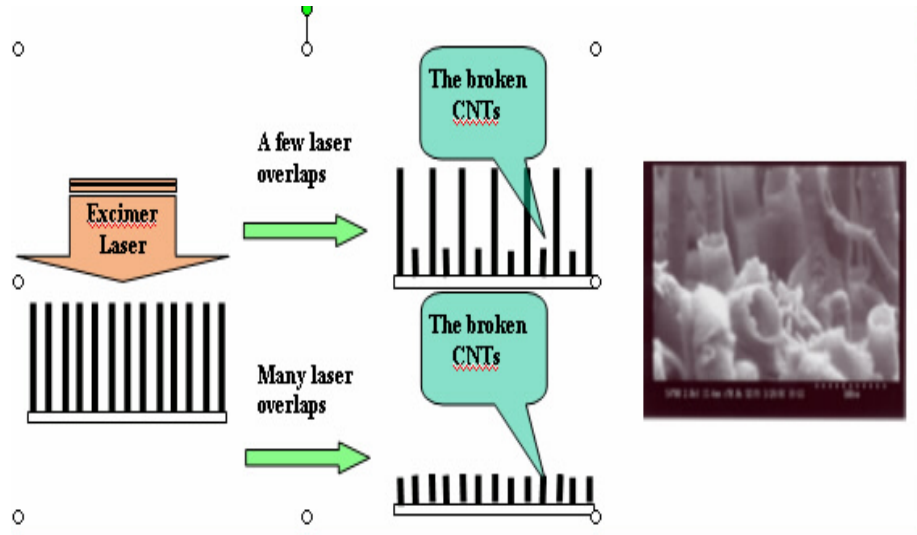 Excimer
Laser
A few laser
overlaps
The broken
CNTs
Many laser
overlaps
The broken
CNTs